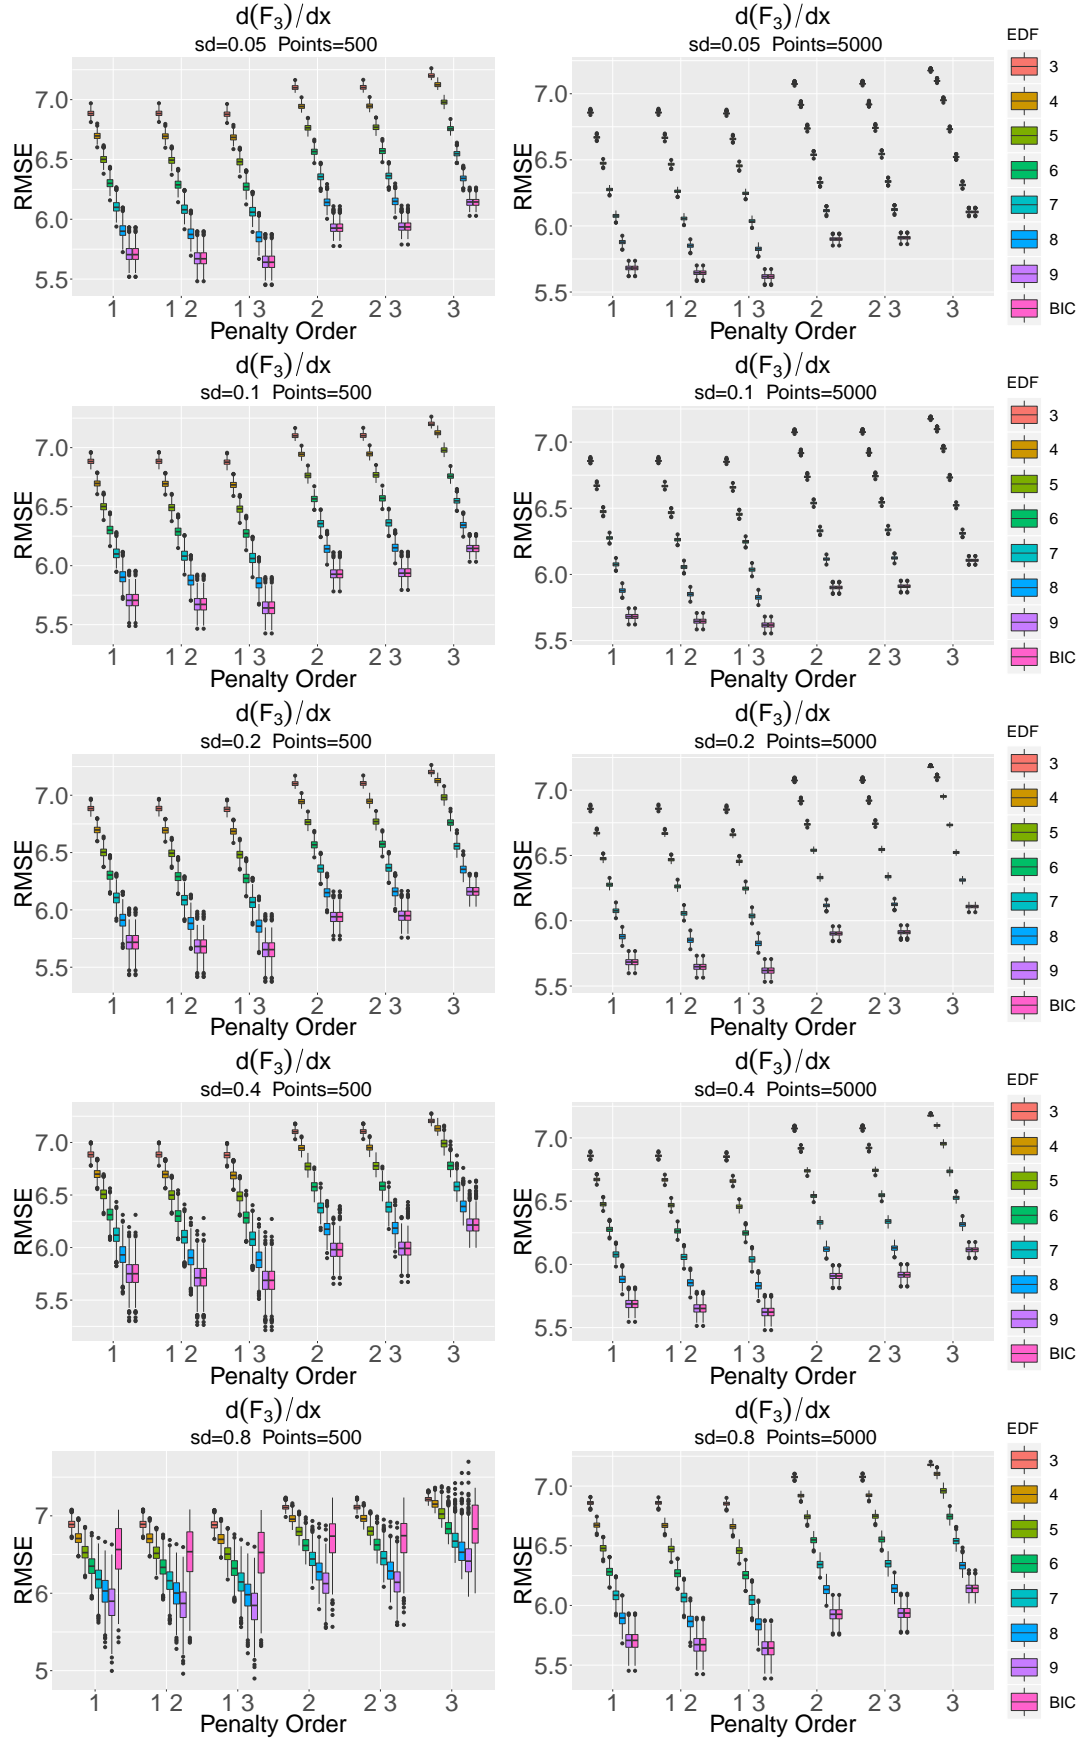 d(F₃)/dx
sd=0.05 Points=500
RMSE
7.0
6.5
6.0
5.5
1 1 2 1 3 2 2 3 3
Penalty Order
d(F₃)/dx
sd=0.05 Points=5000
RMSE
7.0
6.5
6.0
5.5
1 1 2 1 3 2 2 3 3
Penalty Order
EDF
3
4
5
6
7
8
9
BIC
d(F₃)/dx
sd=0.1 Points=500
RMSE
7.0
6.5
6.0
5.5
1 1 2 1 3 2 2 3 3
Penalty Order
d(F₃)/dx
sd=0.1 Points=5000
RMSE
7.0
6.5
6.0
5.5
1 1 2 1 3 2 2 3 3
Penalty Order
EDF
3
4
5
6
7
8
9
BIC
d(F₃)/dx
sd=0.2 Points=500
RMSE
7.0
6.5
6.0
5.5
1 1 2 1 3 2 2 3 3
Penalty Order
d(F₃)/dx
sd=0.2 Points=5000
RMSE
7.0
6.5
6.0
5.5
1 1 2 1 3 2 2 3 3
Penalty Order
EDF
3
4
5
6
7
8
9
BIC
d(F₃)/dx
sd=0.4 Points=500
RMSE
7.0
6.5
6.0
5.5
1 1 2 1 3 2 2 3 3
Penalty Order
d(F₃)/dx
sd=0.4 Points=5000
RMSE
7.0
6.5
6.0
5.5
1 1 2 1 3 2 2 3 3
Penalty Order
EDF
3
4
5
6
7
8
9
BIC
d(F₃)/dx
sd=0.8 Points=500
RMSE
7
6
5
1 1 2 1 3 2 2 3 3
Penalty Order
d(F₃)/dx
sd=0.8 Points=5000
RMSE
7.0
6.5
6.0
5.5
1 1 2 1 3 2 2 3 3
Penalty Order
EDF
3
4
5
6
7
8
9
BIC